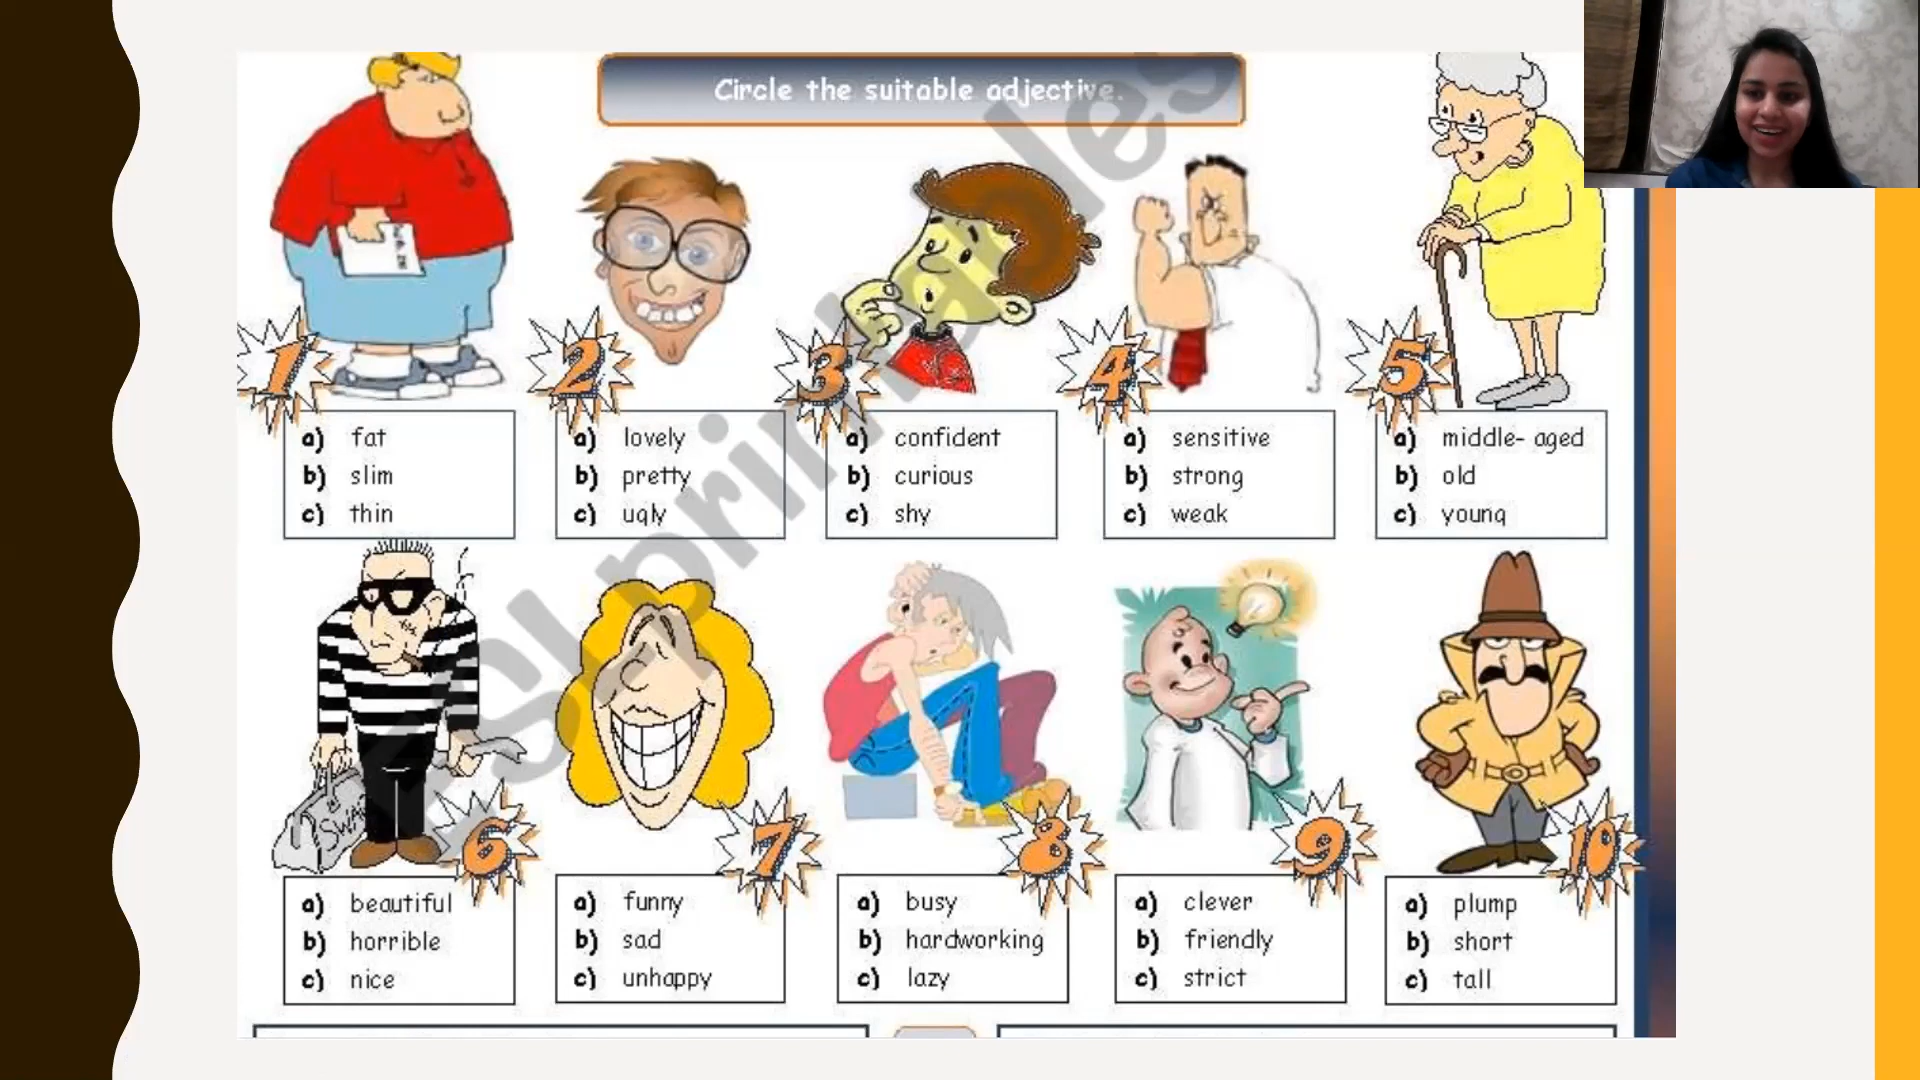 Circle the suitable adjective.
1
a) fat
b) slim
c) thin
2
a) lovely
b) pretty
c) ugly
3
a) confident
b) curious
c) shy
4
a) sensitive
b) strong
c) weak
5
a) middle- aged
b) old
c) young
6
a) beautiful
b) horrible
c) nice
7
a) funny
b) sad
c) unhappy
8
a) busy
b) hardworking
c) lazy
9
a) clever
b) friendly
c) strict
10
a) plump
b) short
c) tall
SWAG
ESLprintables